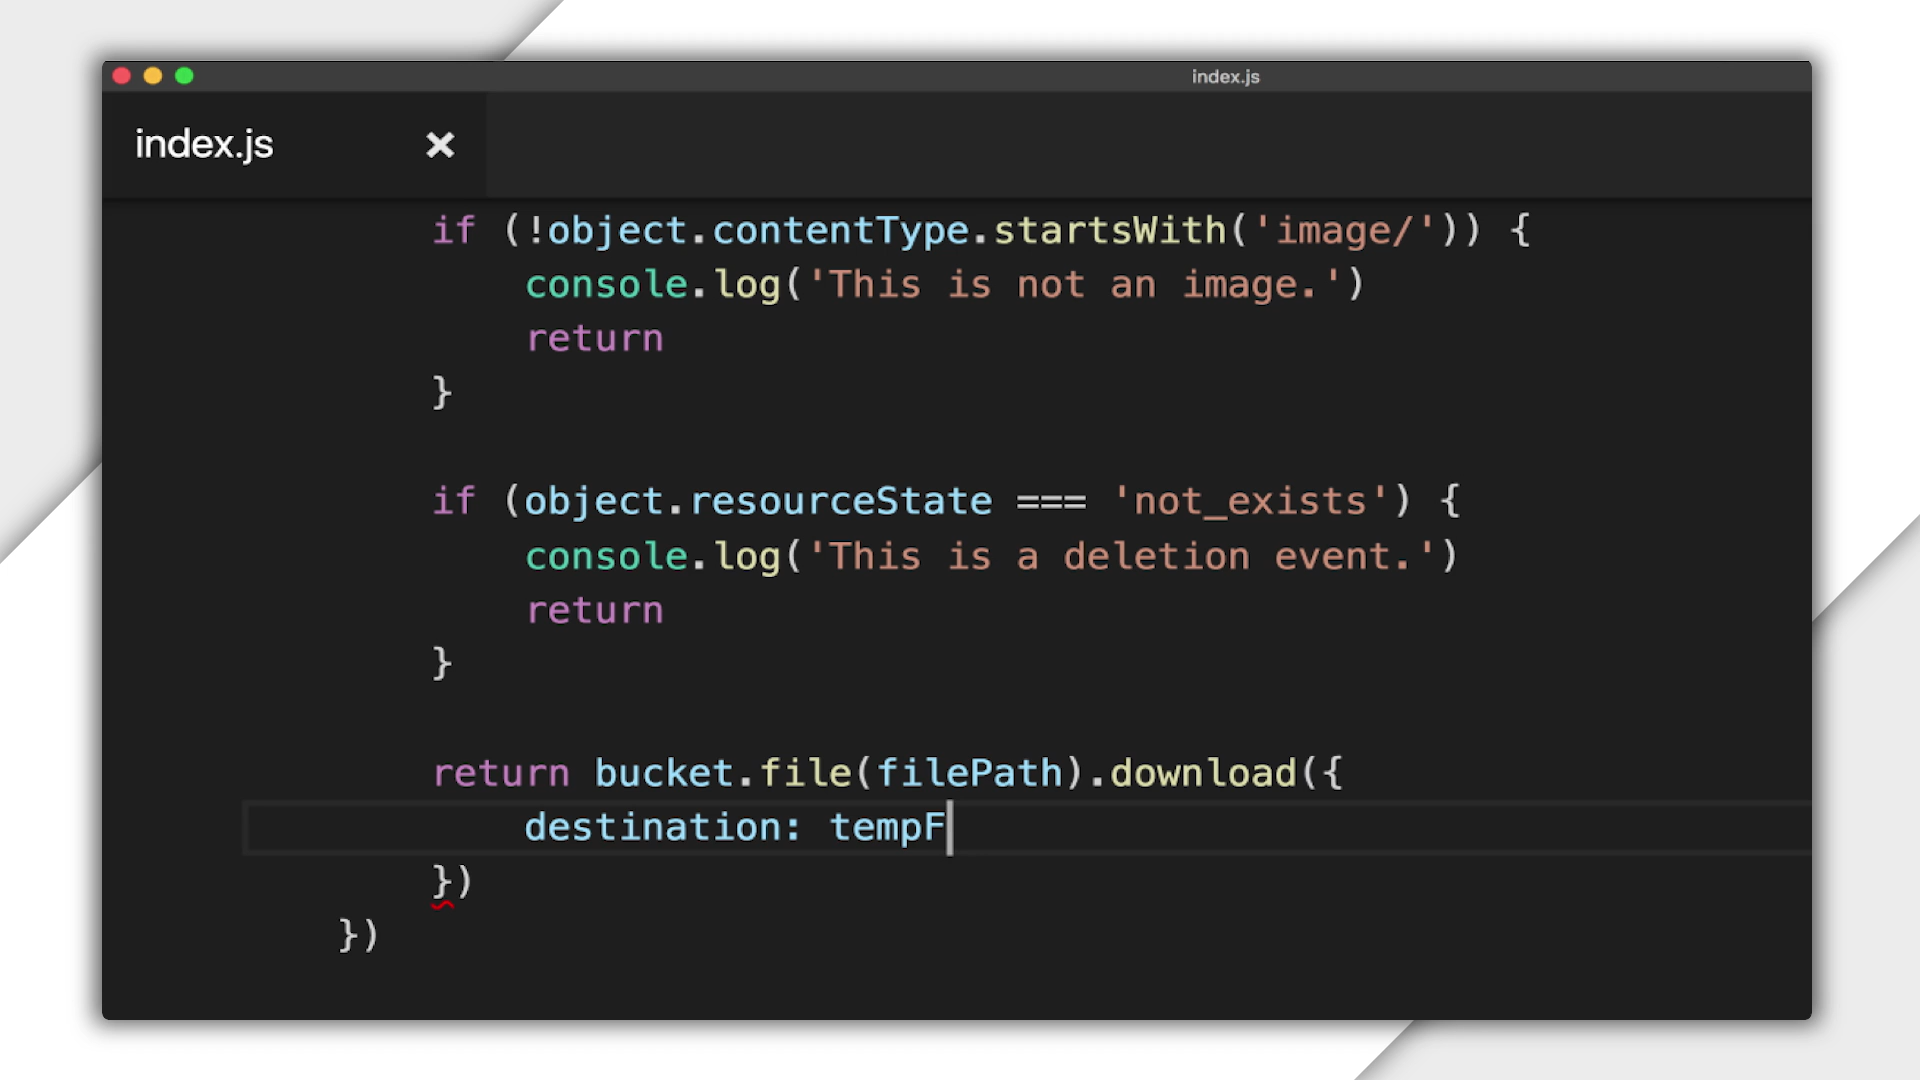 index.js
index.js
if (!object.contentType.startsWith('image/')) {
console.log('This is not an image.')
return
}
if (object.resourceState === 'not_exists') {
console.log('This is a deletion event.')
return
}
return bucket.file(filePath).download({
destination: tempF
})
})